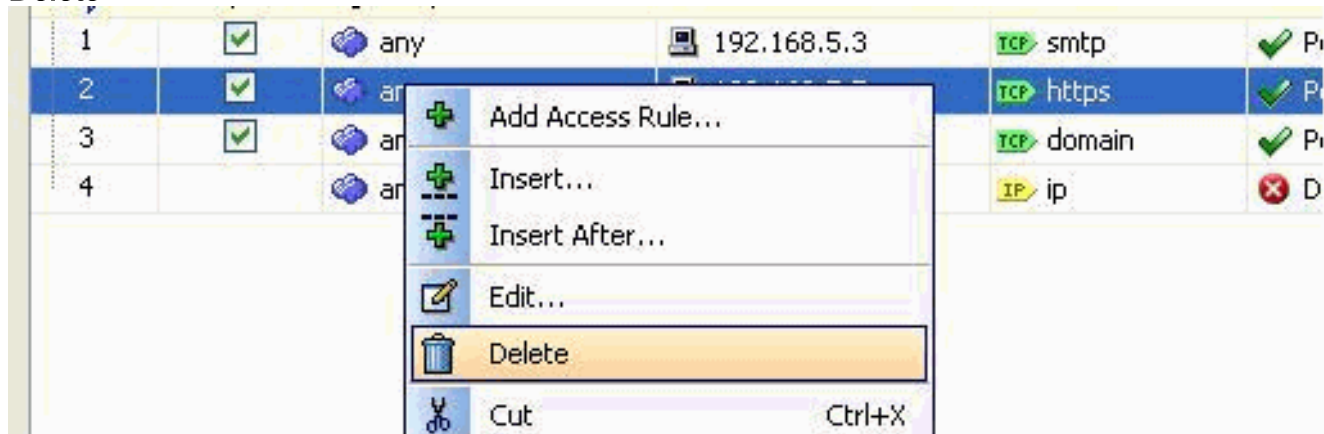 1 any 192.168.5.3 TCP smtp
2 TCP https
3 TCP domain
4 IP ip
Add Access Rule...
Insert...
Insert After...
Edit...
Delete
Cut Ctrl+X